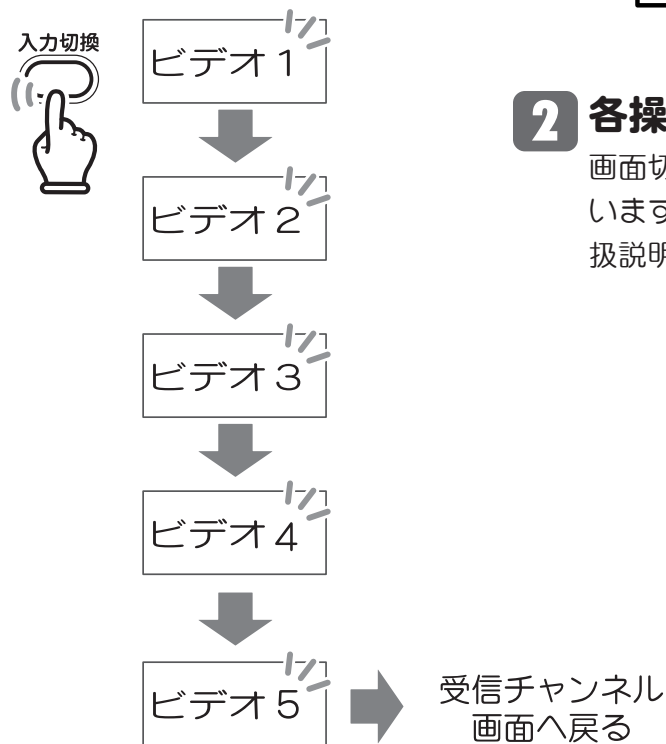 入力切換
ビデオ1
ビデオ2
ビデオ3
ビデオ4
ビデオ5
受信チャンネル
画面へ戻る
2 各操
画面切
います
扱説明